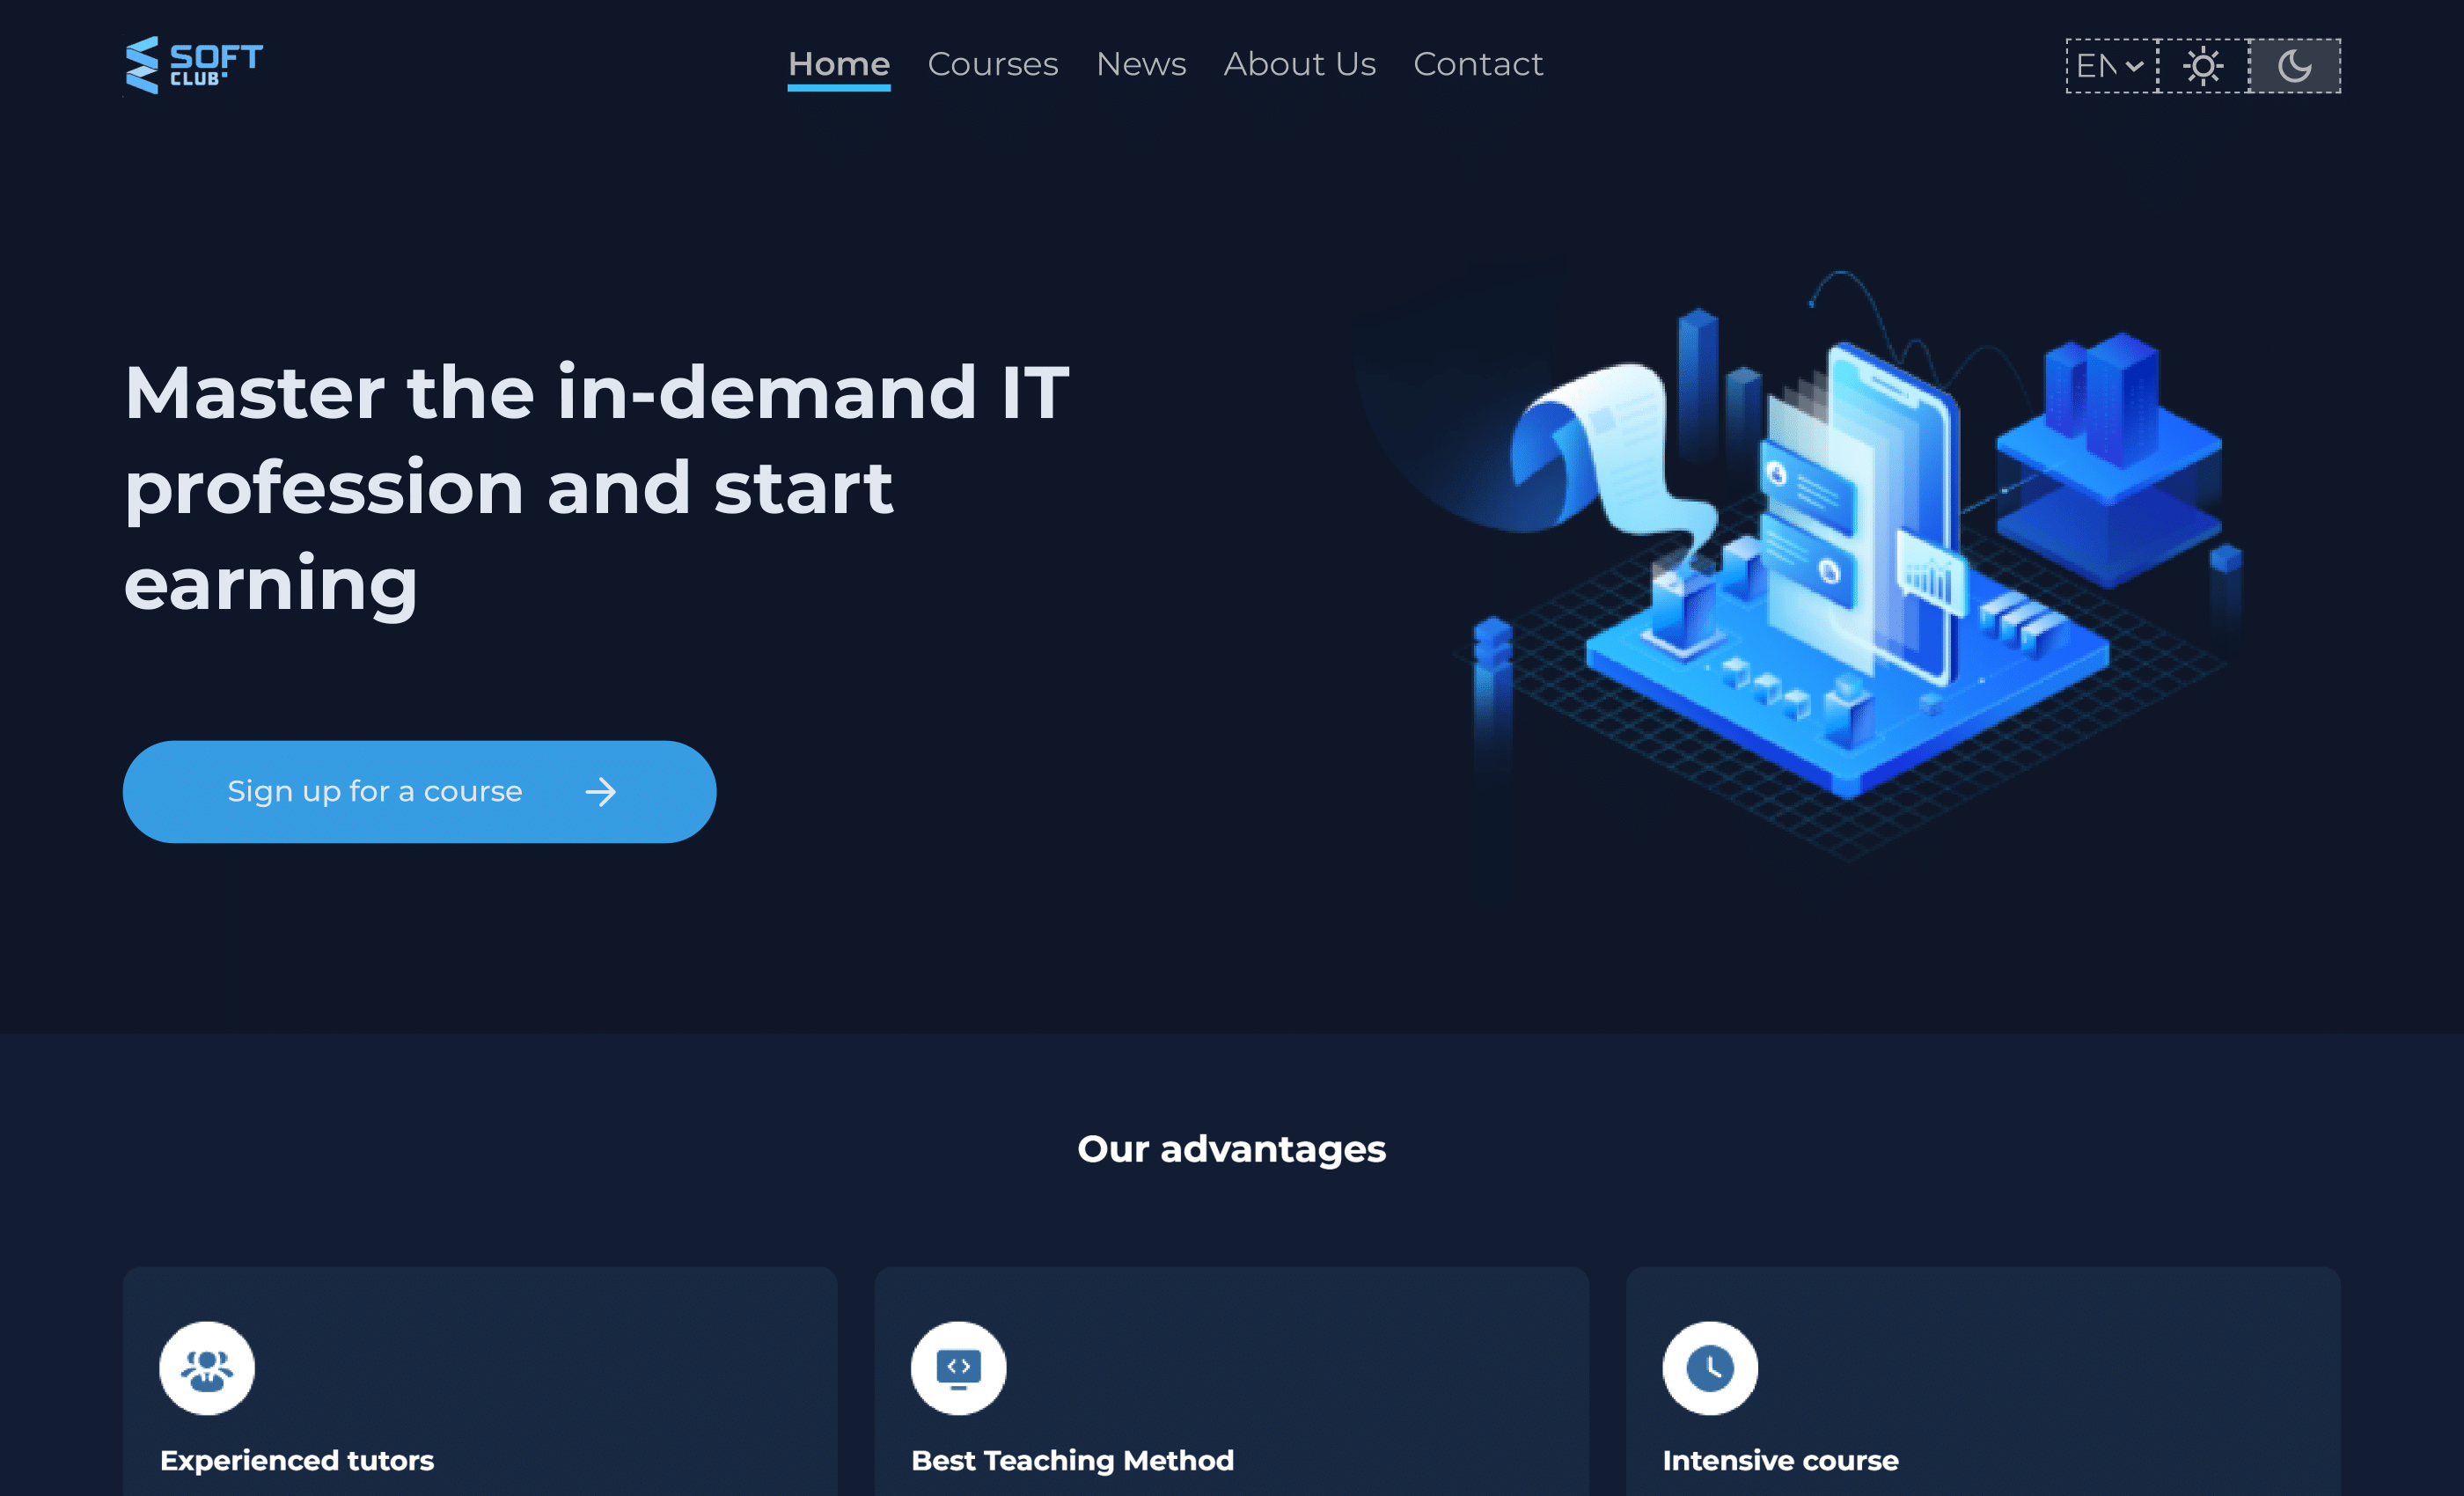 SOFT
CLUB
Home Courses News About Us Contact
EN
Master the in-demand IT
profession and start
earning
Sign up for a course
Our advantages
Experienced tutors
Best Teaching Method
Intensive course